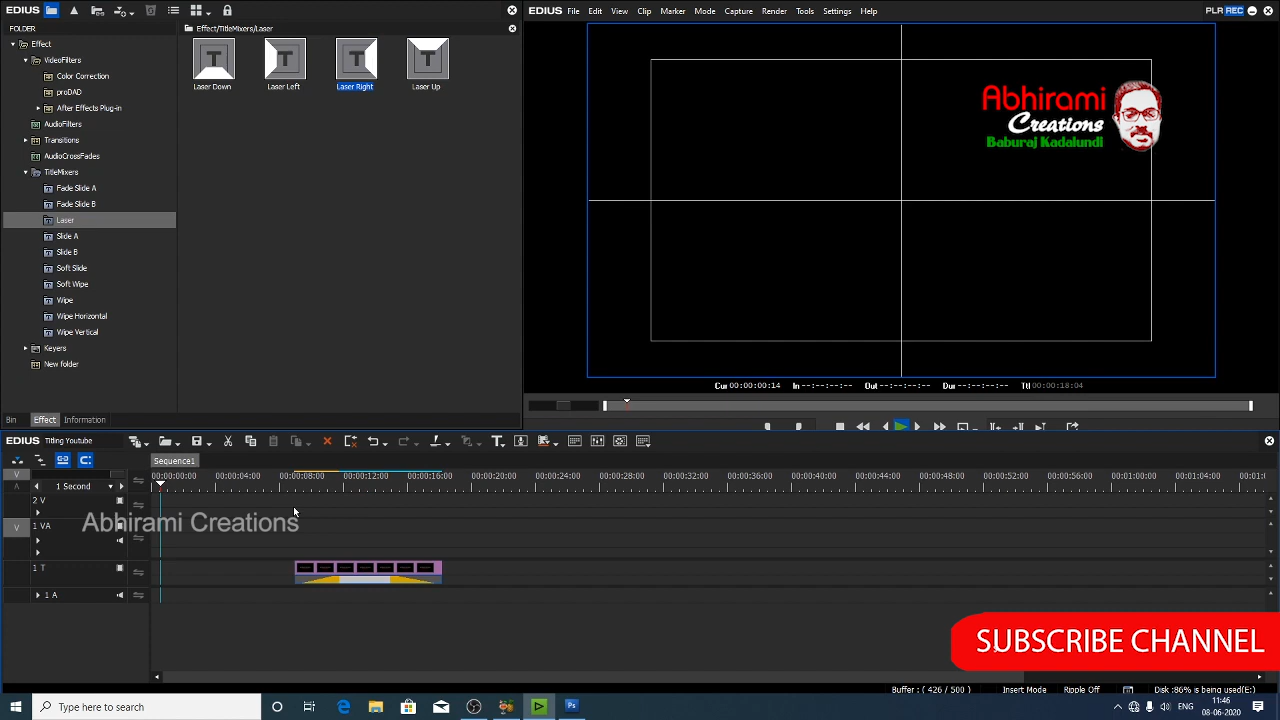 EDIUS
Effect/TitleMixers/Laser
EDIUS File Edit View Clip Marker Mode Capture Render Tools Settings Help
PLR REC
FOLDER
Effect
VideoFilters
Color Correction
proDAD
After Effects Plug-in
AudioFilters
Transitions
AudioCrossFades
TitleMixers
Fade Slide A
Fade Slide B
Laser
Slide A
Slide B
Soft Slide
Soft Wipe
Wipe
Wipe Horizontal
Wipe Vertical
Keyers
New folder
T T T T
Laser Down Laser Left Laser Right Laser Up
Abhirami
Creations
Baburaj Kadalundi
Cur 00:00:00:14 In --:--:--:-- Out --:--:--:-- Dur --:--:--:-- Ttl 00:00:18:04
Bin Effect Information
EDIUS Titling Youtube
Sequence1
1 Second
00:00:00:00 00:00:04:00 00:00:08:00 00:00:12:00 00:00:16:00 00:00:20:00 00:00:24:00 00:00:28:00 00:00:32:00 00:00:36:00 00:00:40:00 00:00:44:00 00:00:48:00 00:00:52:00 00:00:56:00 00:01:00:00 00:01:04:00
V
A
2 V
V 1 VA
1 T
1 A
Abhirami Creations
SUBSCRIBE CHANNEL
Buffer : ( 426 / 500 ) Insert Mode Ripple Off Disk :86% is being used(E:)
Type here to search
ENG
11:46
08-06-2020